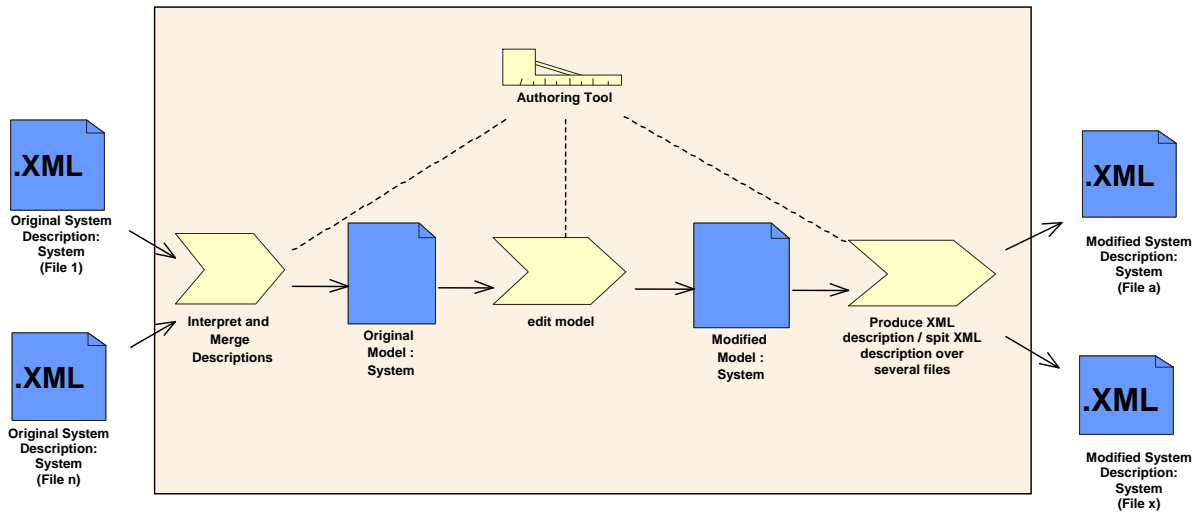 Authoring Tool
.XML
Original System
Description:
System
(File 1)
.XML
Original System
Description:
System
(File n)
Interpret and
Merge
Descriptions
Original
Model :
System
edit model
Modified
Model :
System
Produce XML
description / spit XML
description over
several files
.XML
Modified System
Description:
System
(File a)
.XML
Modified System
Description:
System
(File x)